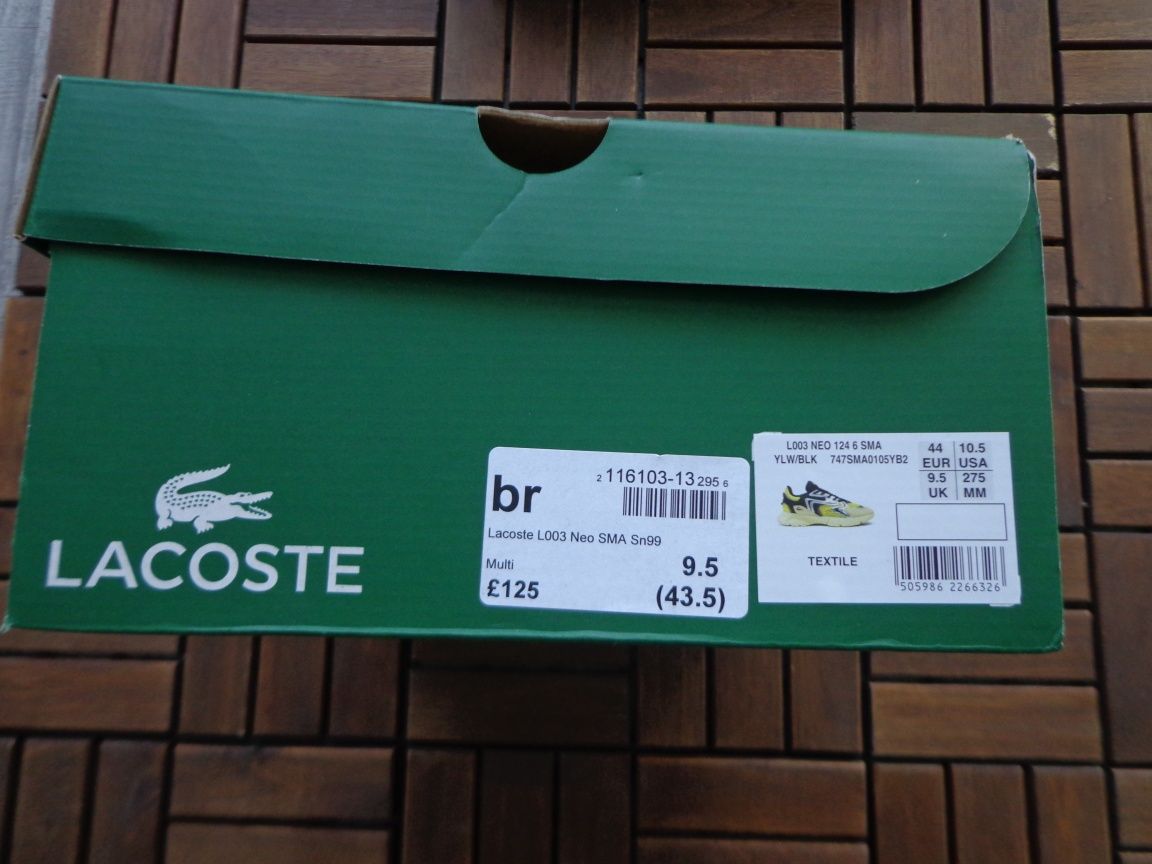 LACOSTE
br
2 116103-13 295 6
Lacoste L003 Neo SMA Sn99
Multi
9.5
£125
(43.5)
L003 NEO 124 6 SMA
YLW/BLK 747SMA0105YB2
44 10.5
EUR USA
9.5 275
UK MM
TEXTILE
505986 2266326